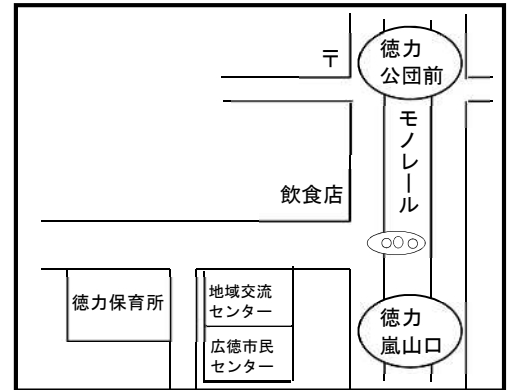 〒
徳力
公団前
モノレール
飲食店
徳力保育所
地域交流
センター
広徳市民
センター
徳力
嵐山口